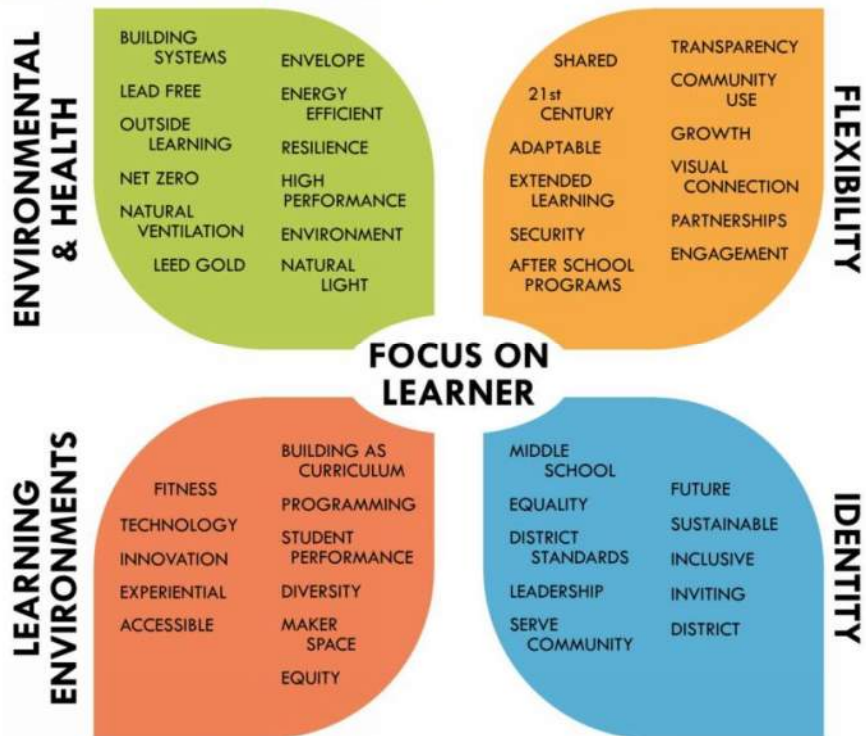 ENVIRONMENTAL
& HEALTH
BUILDING
SYSTEMS
LEAD FREE
OUTSIDE
LEARNING
NET ZERO
NATURAL
VENTILATION
LEED GOLD
ENVELOPE
ENERGY
EFFICIENT
RESILIENCE
HIGH
PERFORMANCE
ENVIRONMENT
NATURAL
LIGHT
SHARED
21st
CENTURY
ADAPTABLE
EXTENDED
LEARNING
SECURITY
AFTER SCHOOL
PROGRAMS
TRANSPARENCY
COMMUNITY
USE
GROWTH
VISUAL
CONNECTION
PARTNERSHIPS
ENGAGEMENT
FLEXIBILITY
FOCUS ON
LEARNER
LEARNING
ENVIRONMENTS
FITNESS
TECHNOLOGY
INNOVATION
EXPERIENTIAL
ACCESSIBLE
BUILDING AS
CURRICULUM
PROGRAMMING
STUDENT
PERFORMANCE
DIVERSITY
MAKER
SPACE
EQUITY
MIDDLE
SCHOOL
EQUALITY
DISTRICT
STANDARDS
LEADERSHIP
SERVE
COMMUNITY
FUTURE
SUSTAINABLE
INCLUSIVE
INVITING
DISTRICT
IDENTITY